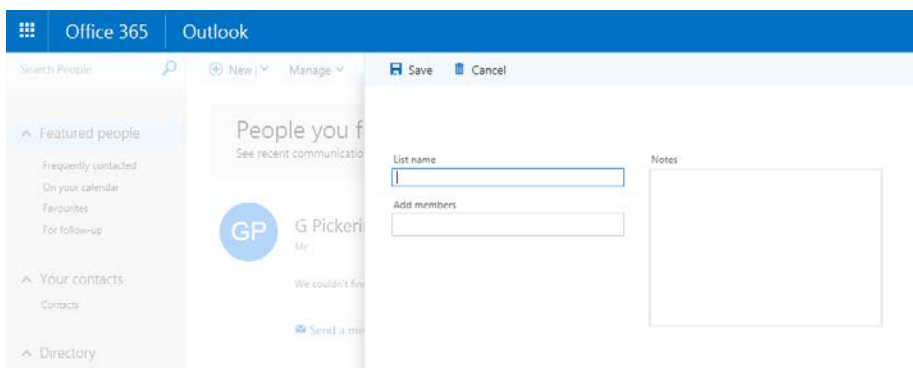 Office 365 Outlook
Search People New Manage Save Cancel
Featured people
Frequently contacted
On your calendar
Favourites
For follow-up
Your contacts
Contacts
Directory
People you f
See recent communicatio
GP
G Pickeri
Mr
We couldn't fin
Send a me
List name
Add members
Notes